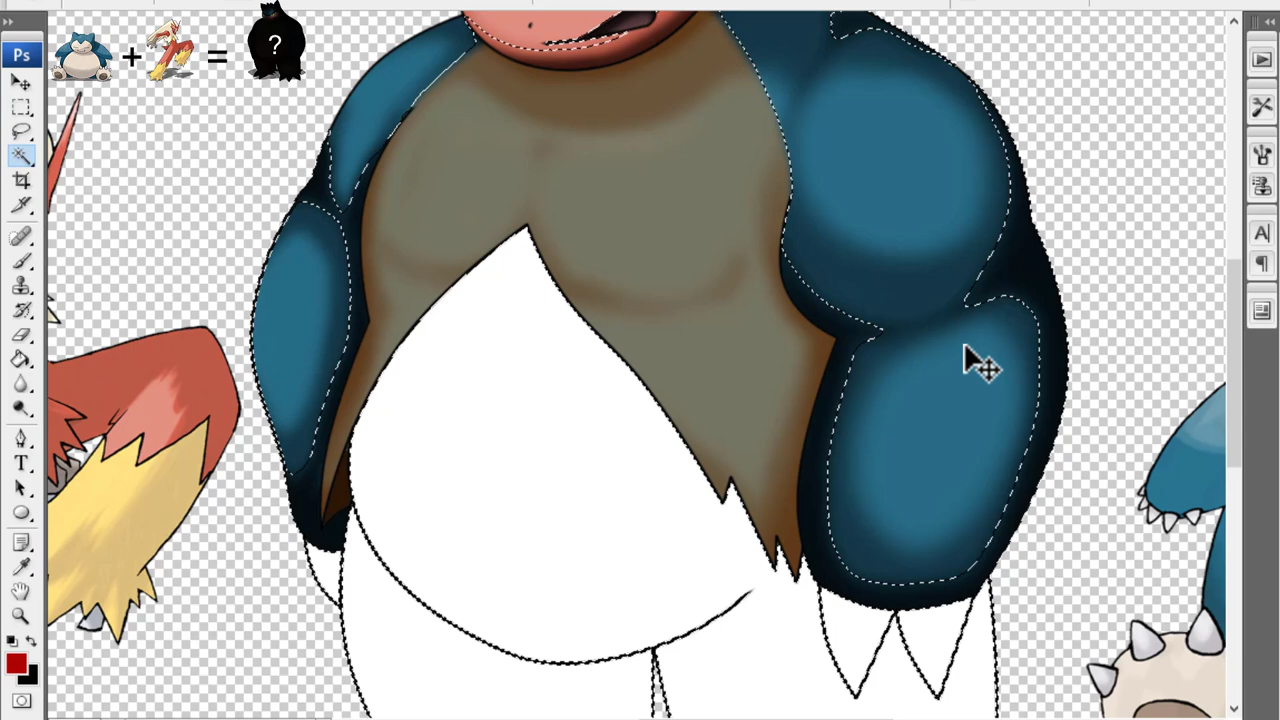 Ps
+ = ?
T
A
¶